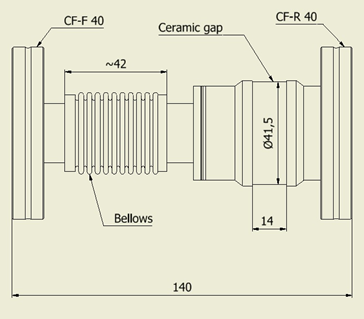 CF-F 40
CF-R 40
Ceramic gap
~42
Ø41,5
14
Bellows
140